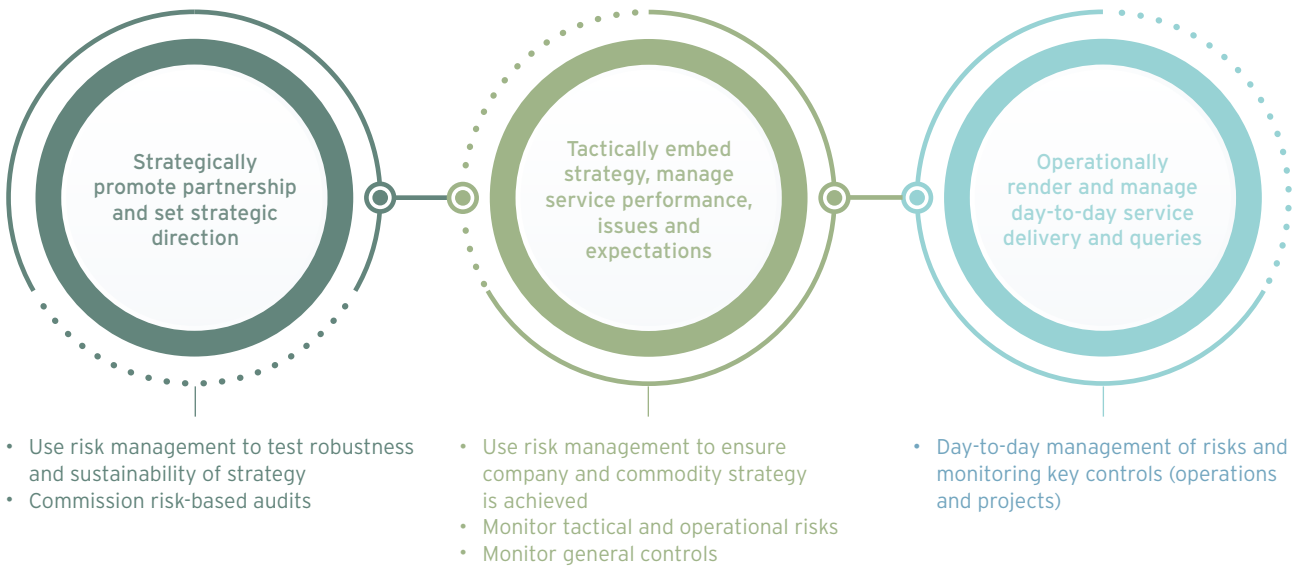 Strategically
promote partnership
and set strategic
direction
Tactically embed
strategy, manage
service performance,
issues and
expectations
Operationally
render and manage
day-to-day service
delivery and queries
• Use risk management to test robustness
and sustainability of strategy
• Commission risk-based audits
• Use risk management to ensure
company and commodity strategy
is achieved
• Monitor tactical and operational risks
• Monitor general controls
• Day-to-day management of risks and
monitoring key controls (operations
and projects)